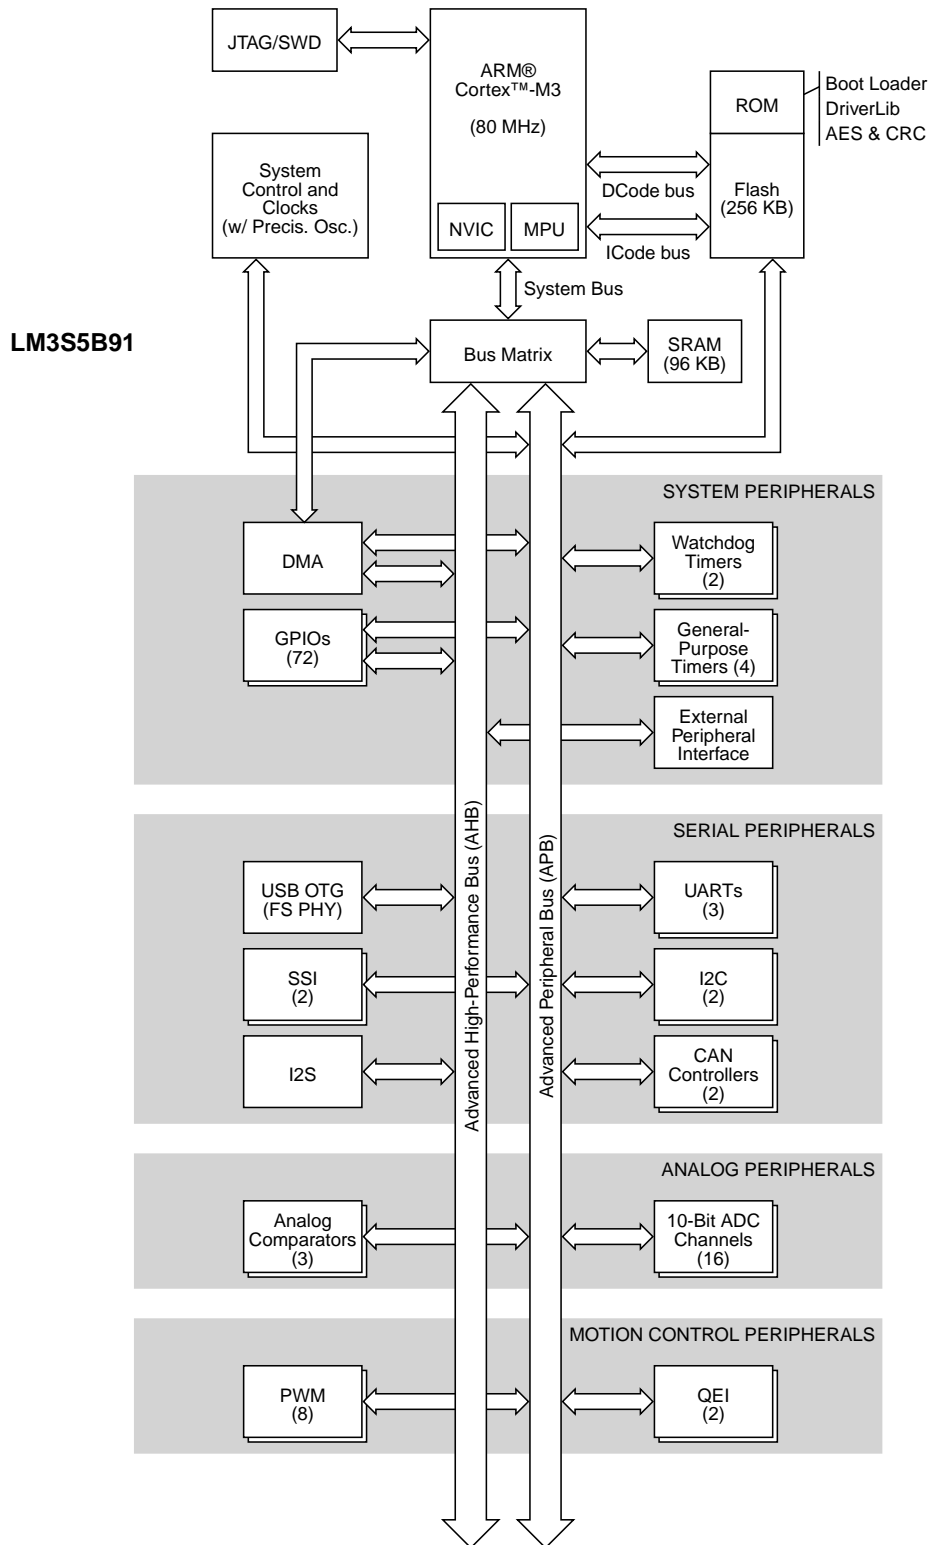 JTAG/SWD
ARM®
Cortex™-M3
(80 MHz)
NVIC
MPU
ROM
Boot Loader
DriverLib
AES & CRC
Flash
(256 KB)
DCode bus
ICode bus
System
Control and
Clocks
(w/ Precis. Osc.)
System Bus
LM3S5B91
Bus Matrix
SRAM
(96 KB)
SYSTEM PERIPHERALS
DMA
Watchdog
Timers
(2)
GPIOs
(72)
General-
Purpose
Timers (4)
External
Peripheral
Interface
Advanced High-Performance Bus (AHB)
Advanced Peripheral Bus (APB)
SERIAL PERIPHERALS
USB OTG
(FS PHY)
UARTs
(3)
SSI
(2)
I2C
(2)
I2S
CAN
Controllers
(2)
ANALOG PERIPHERALS
Analog
Comparators
(3)
10-Bit ADC
Channels
(16)
MOTION CONTROL PERIPHERALS
PWM
(8)
QEI
(2)